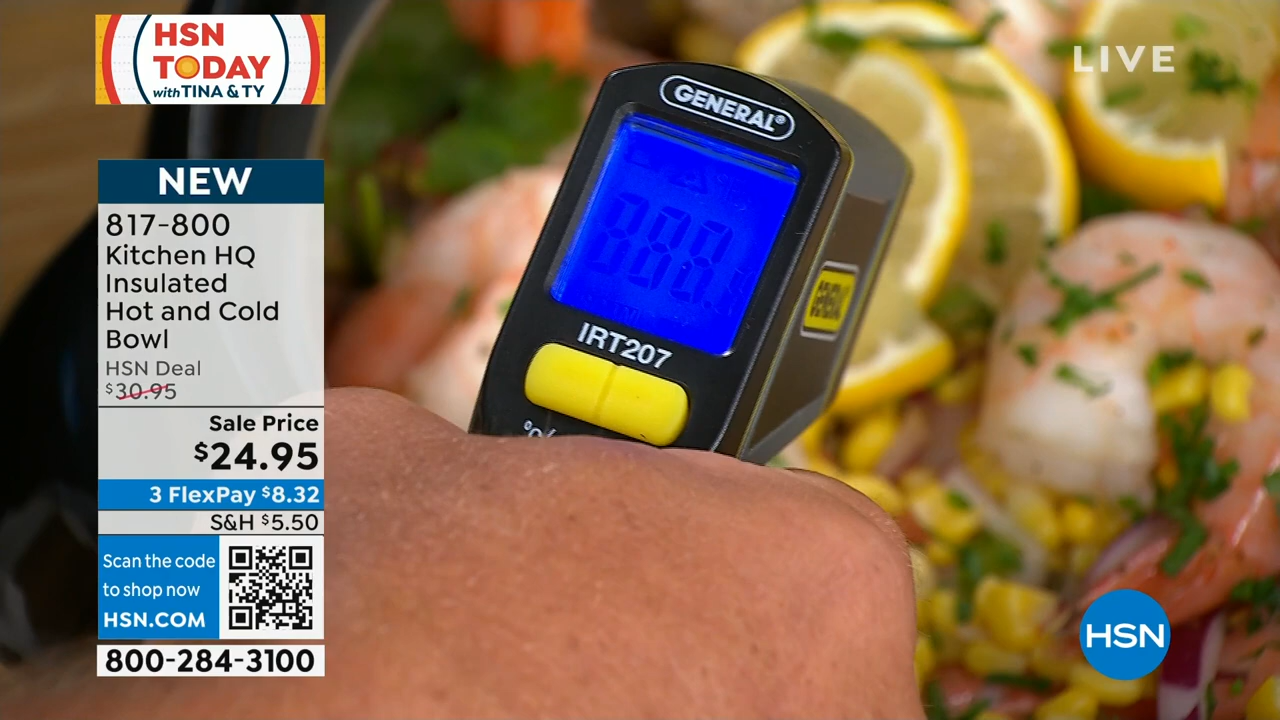 HSN
TODAY
with TINA & TY
LIVE
NEW
817-800
Kitchen HQ
Insulated
Hot and Cold
Bowl
HSN Deal
$30.95
Sale Price
$24.95
3 FlexPay $8.32
S&H $5.50
Scan the code
to shop now
HSN.COM
800-284-3100
GENERAL®
888.
IRT207
HSN